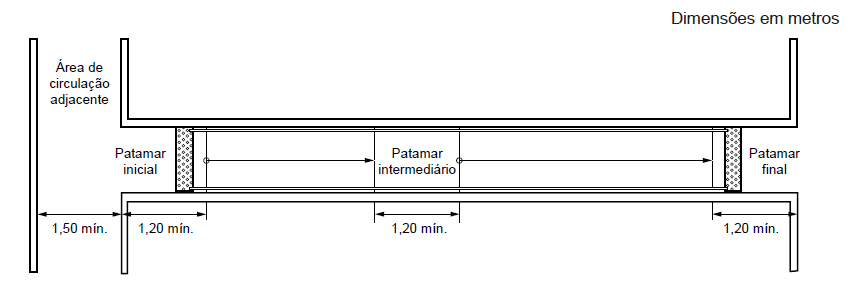 Dimensões em metros
Área de
circulação
adjacente
Patamar
inicial
Patamar
intermediário
Patamar
final
1,50 mín.
1,20 mín.
1,20 mín.
1,20 mín.